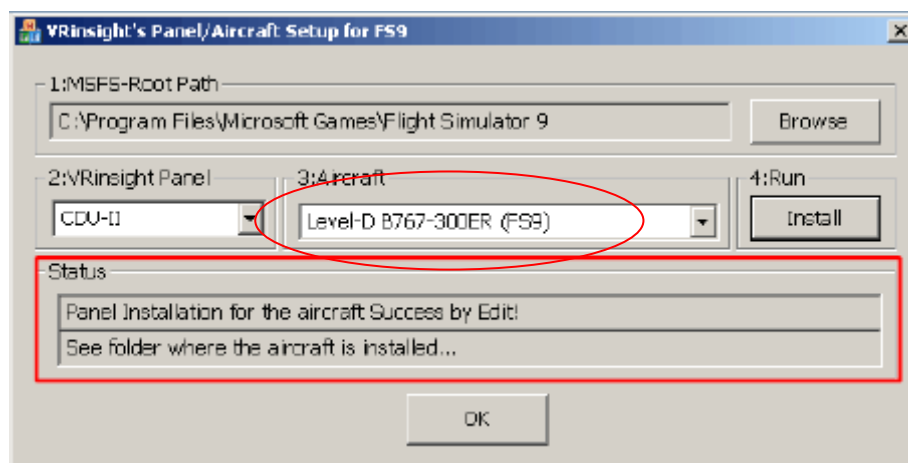 VRinsight's Panel/Aircraft Setup for FS9
1:MSFS-Root Path
C:\Program Files\Microsoft Games\Flight Simulator 9
Browse
2:VRinsight Panel
3:Aircraft
4:Run
CDU-II
Level-D B767-300ER (FS9)
Install
Status
Panel Installation for the aircraft Success by Edit!
See folder where the aircraft is installed...
OK